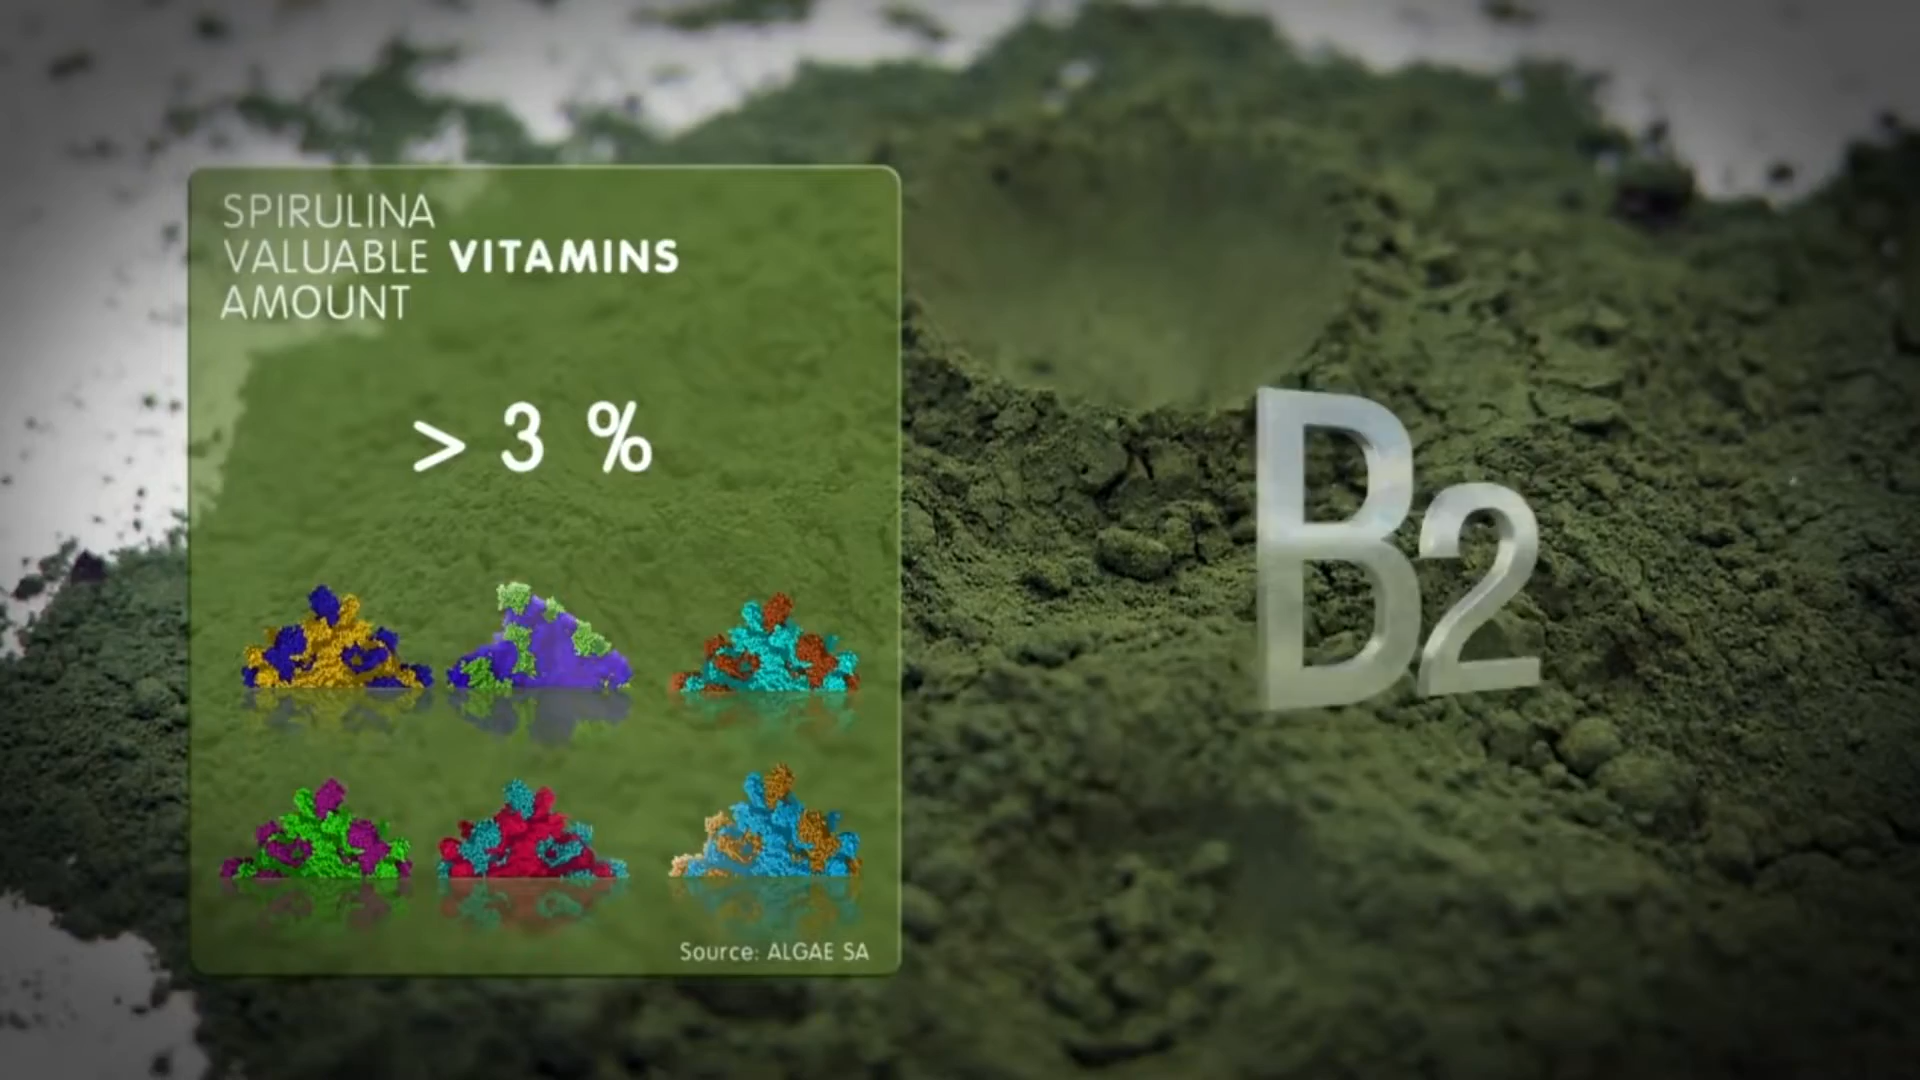 SPIRULINA
VALUABLE VITAMINS
AMOUNT
> 3 %
B2
Source: ALGAE SA